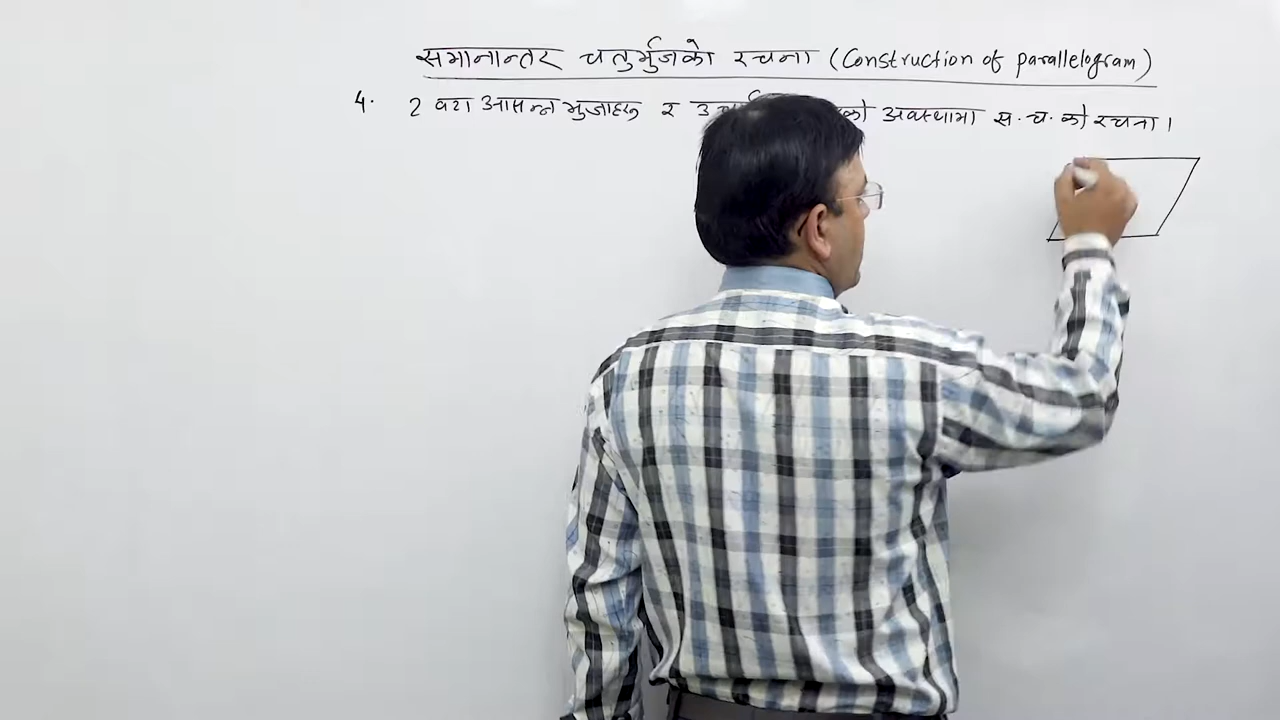 समानान्तर चतुर्भुजको रचना (Construction of parallelogram)
4. 2 वटा आसन्न भुजाहरू र अवस्थामा स.च. को रचना।